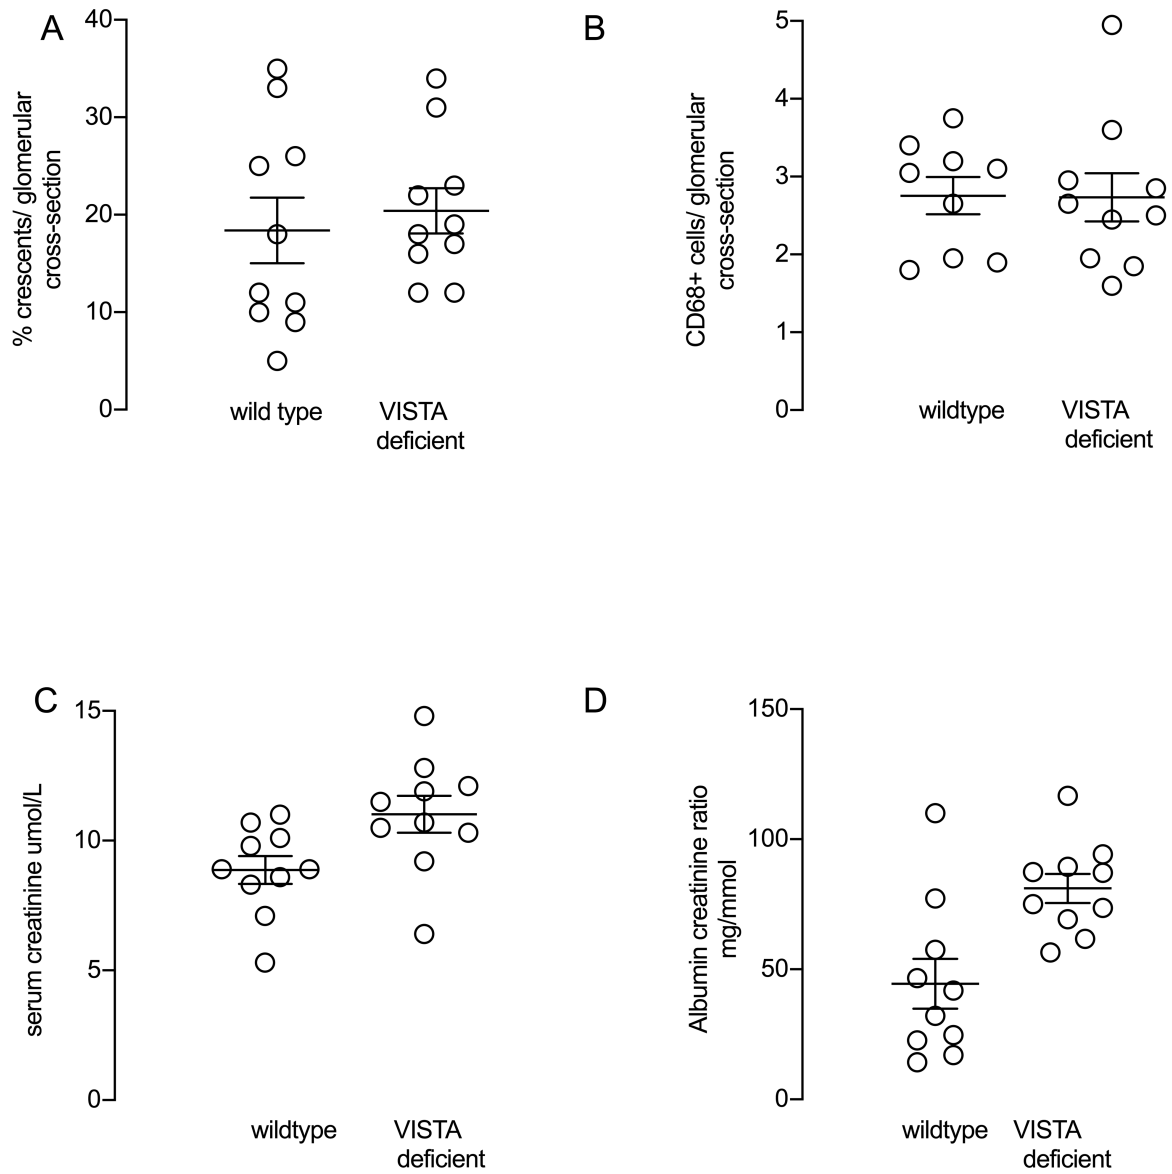 A
40
30
20
10
0
% crescents/ glomerular
cross-section
wild type
VISTA
deficient
B
5
4
3
2
1
0
CD68+ cells/ glomerular
cross-section
wildtype
VISTA
deficient
C
15
10
5
0
serum creatinine umol/L
wildtype
VISTA
deficient
D
150
100
50
0
Albumin creatinine ratio
mg/mmol
wildtype
VISTA
deficient